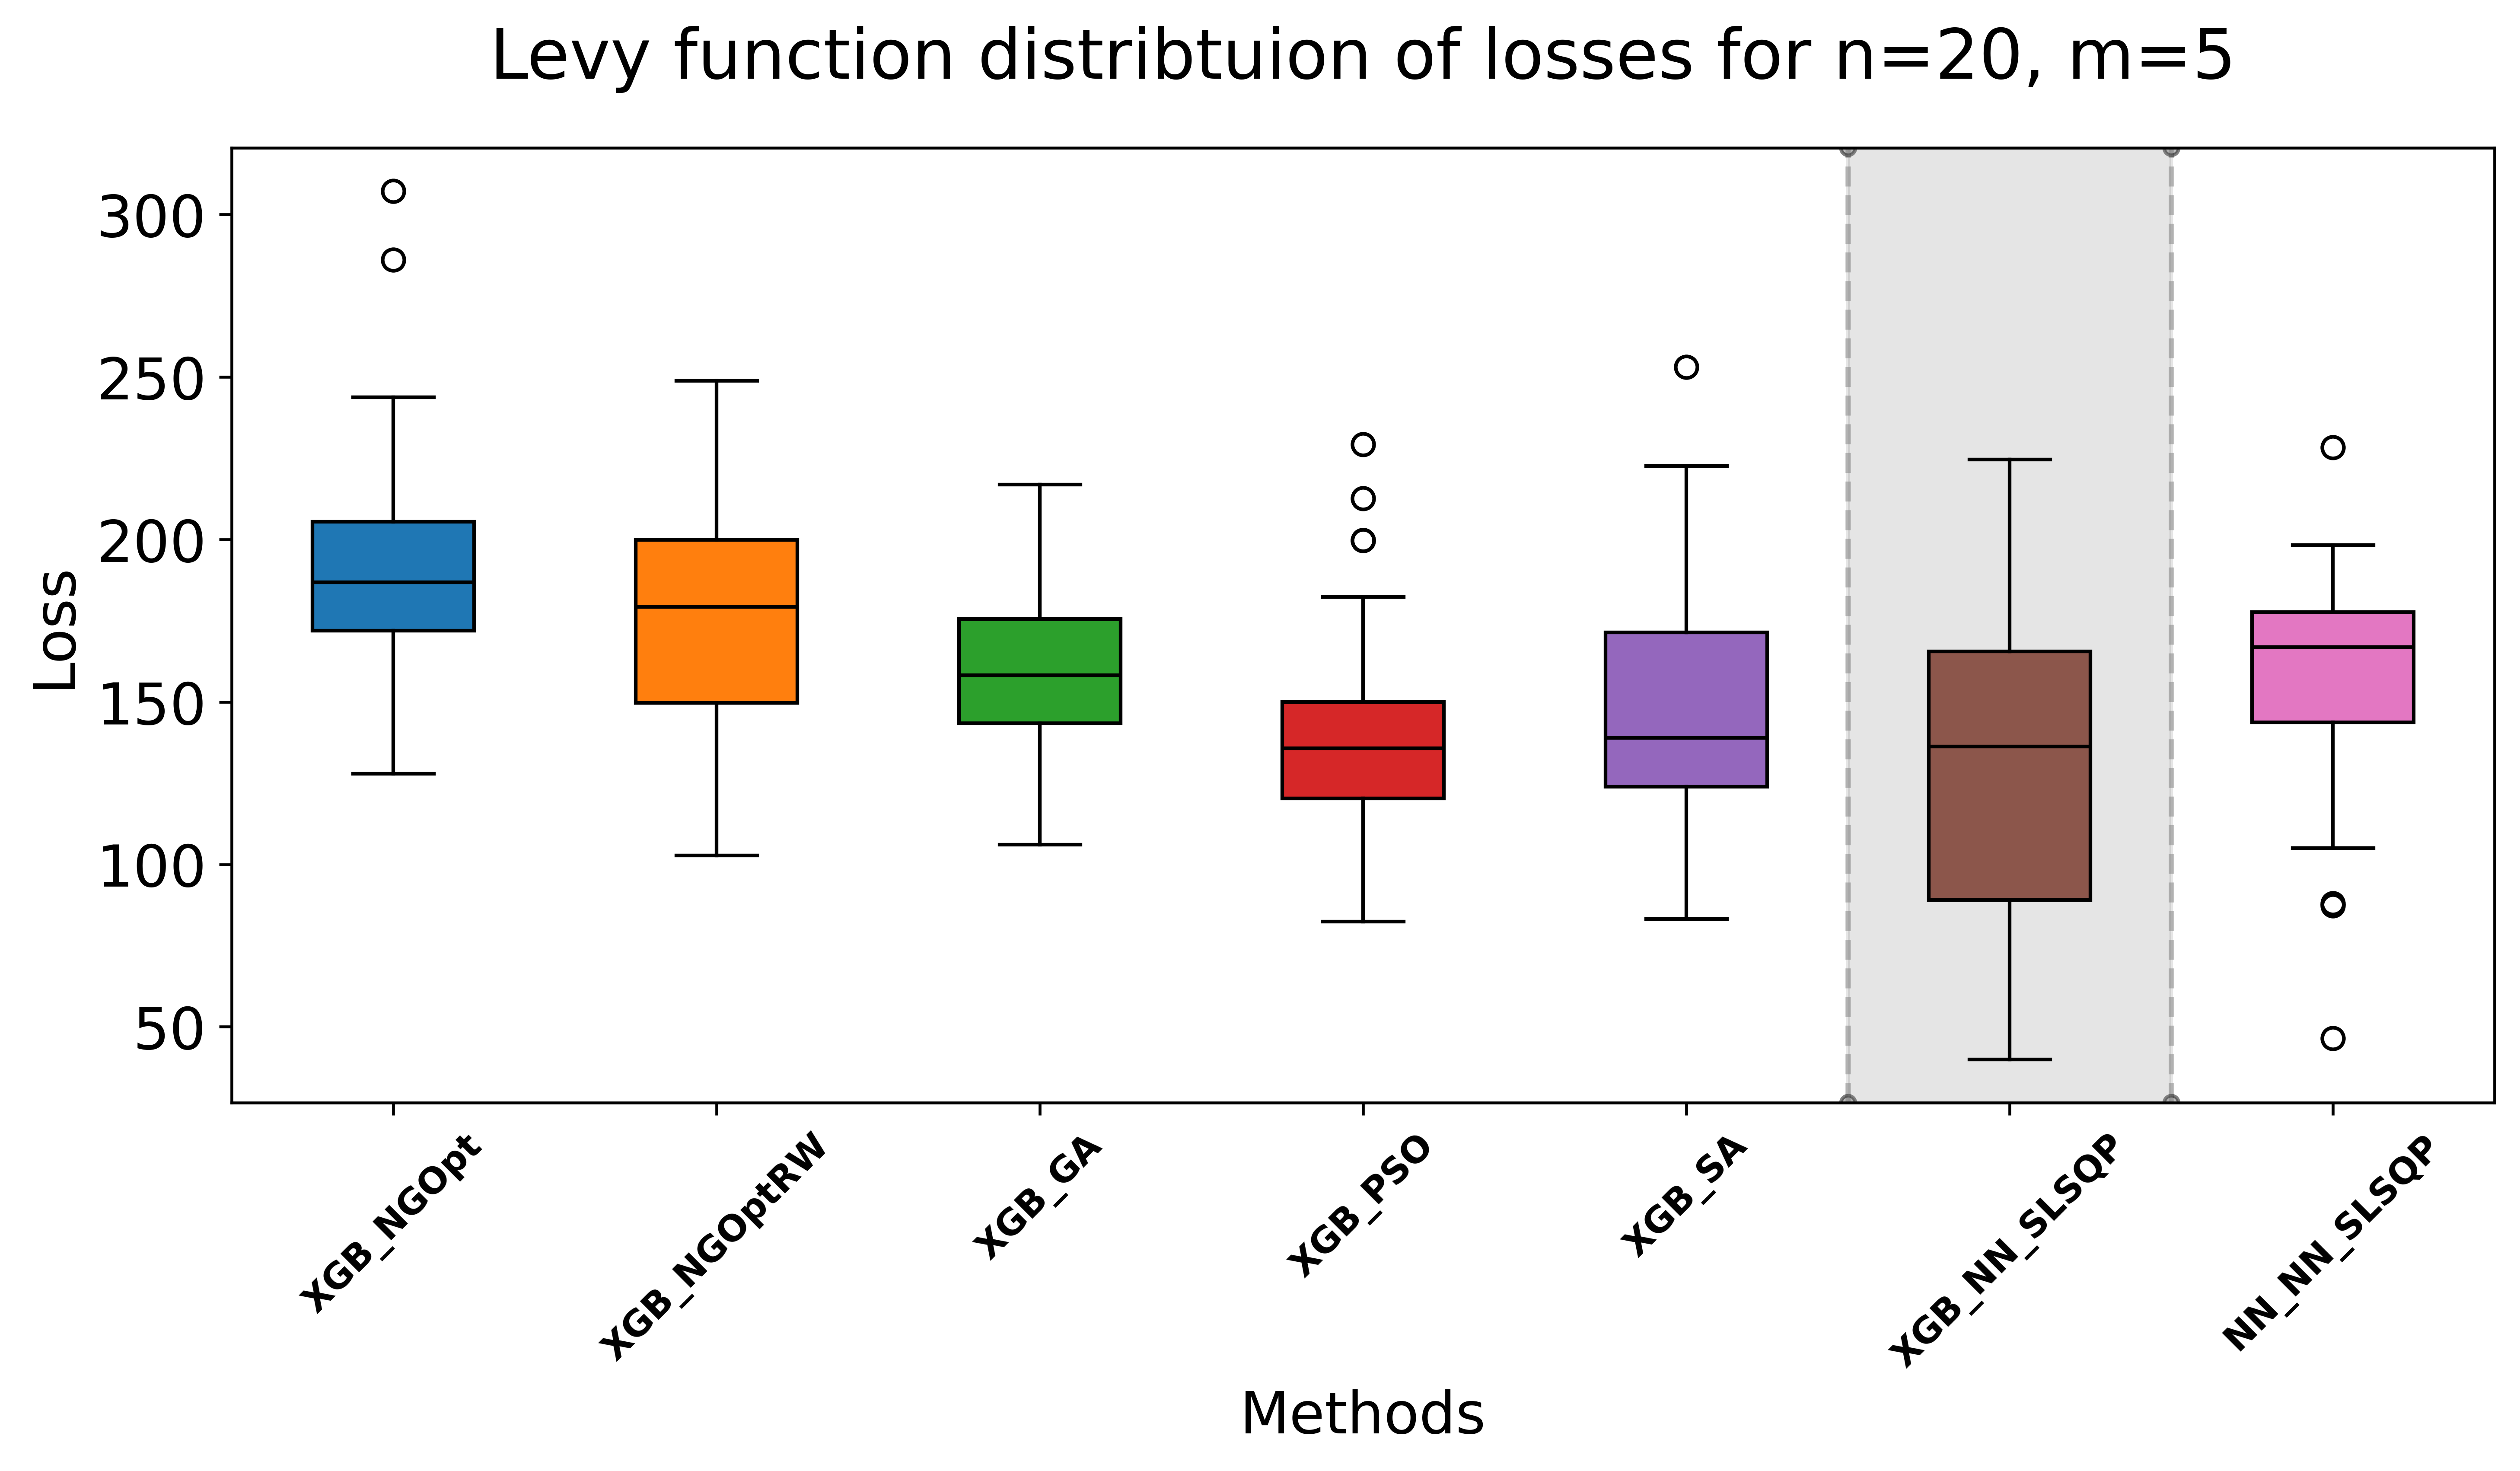 Levy function distribtuion of losses for n=20, m=5
Loss
300
250
200
150
100
50
XGB_NGOpt
XGB_NGOptRW
XGB_GA
XGB_PSO
XGB_SA
XGB_NN_SLSQP
NN_NN_SLSQP
Methods